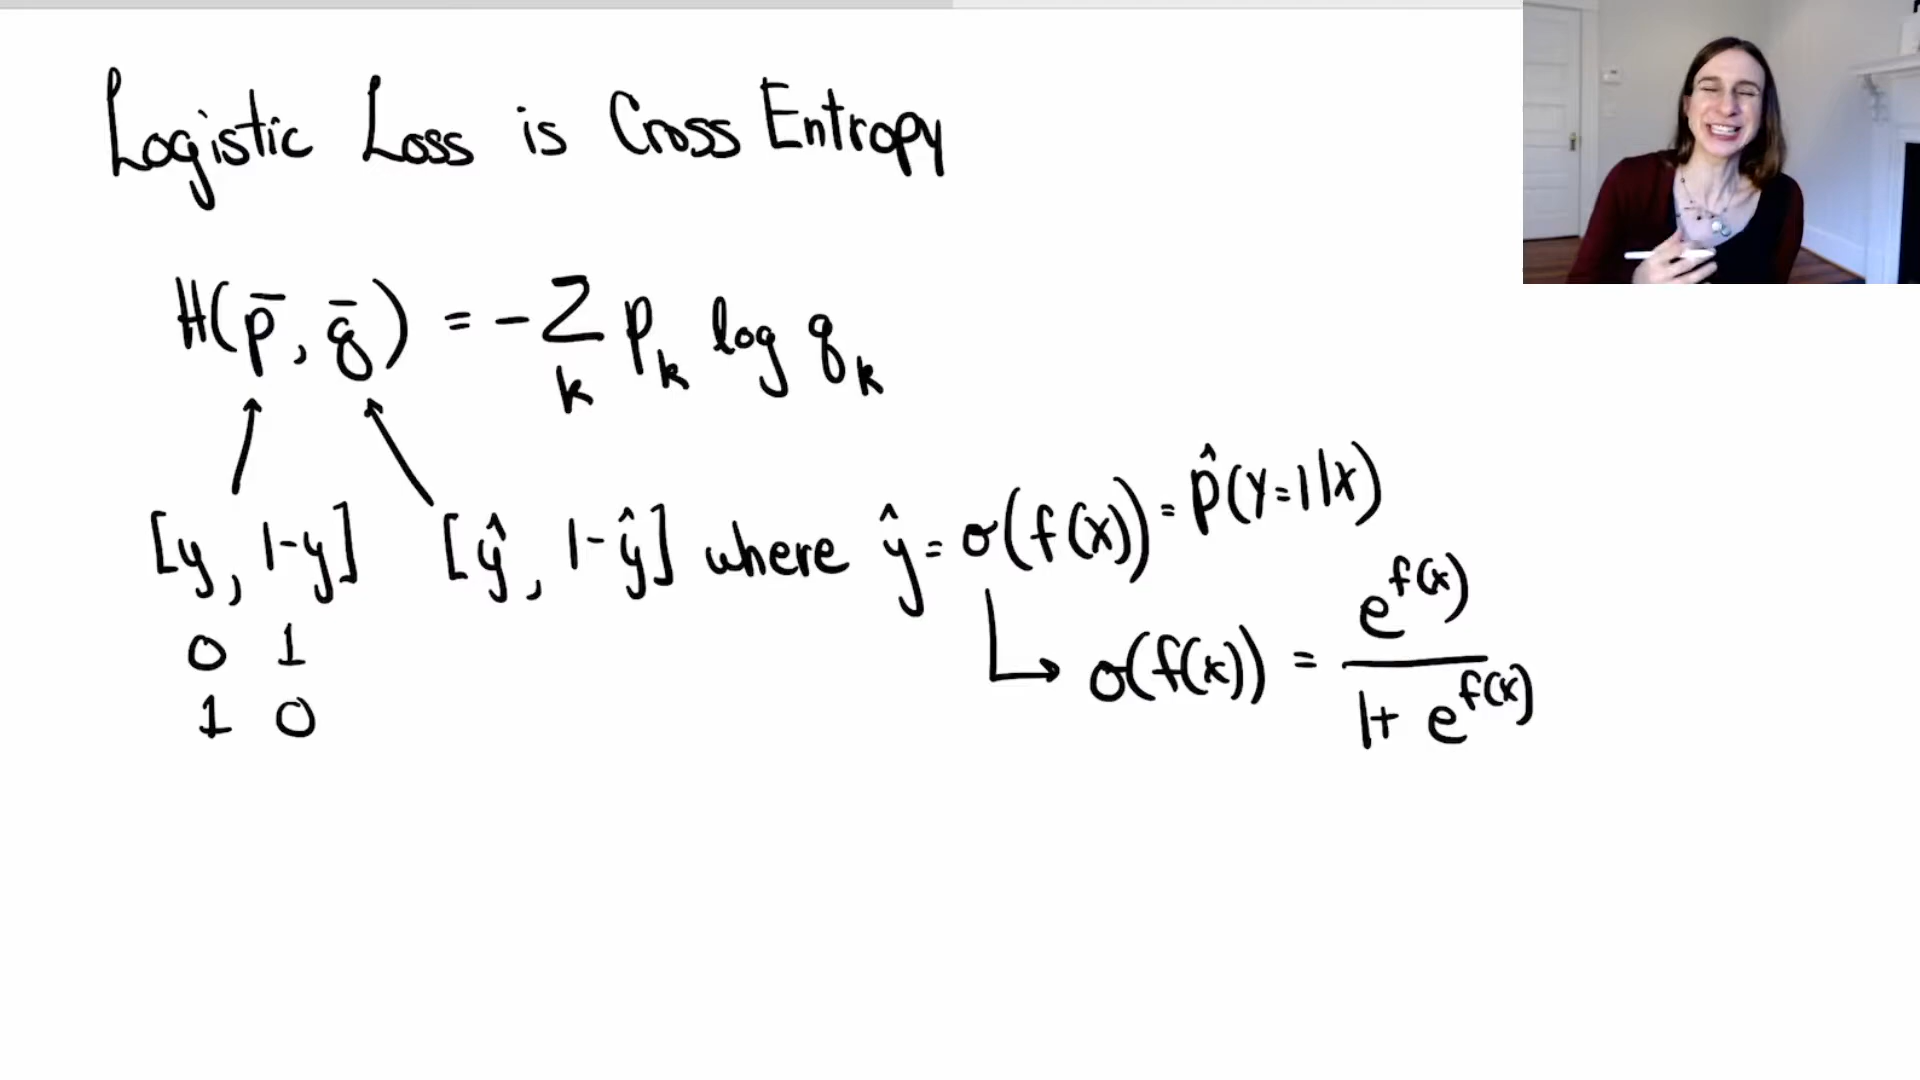 Logistic Loss is Cross Entropy
H(p̄, q̄) = - Σ_k p_k log q_k
[y, 1-y] [ŷ, 1-ŷ] where ŷ = σ(f(x)) = p̂(Y=1|X)
0 1
1 0
σ(f(x)) = e^f(x) / 1+ e^f(x)